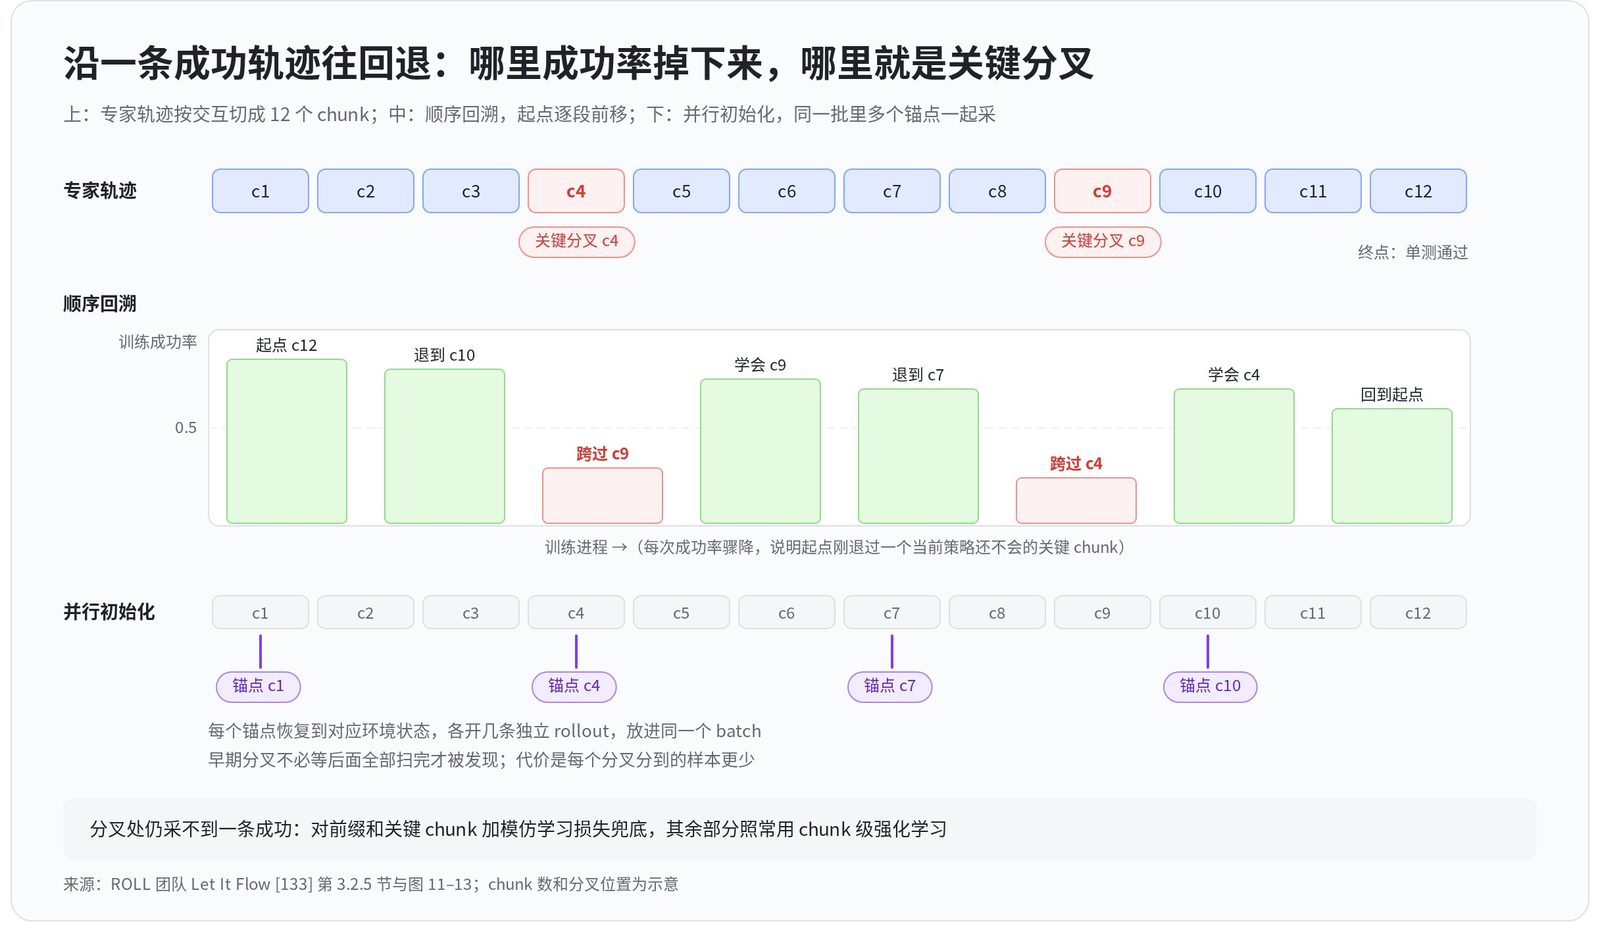 沿一条成功轨迹往回退：哪里成功率掉下来，哪里就是关键分叉
上：专家轨迹按交互切成 12 个 chunk；中：顺序回溯，起点逐段前移；下：并行初始化，同一批里多个锚点一起采
专家轨迹
c1 c2 c3 c4 c5 c6 c7 c8 c9 c10 c11 c12
关键分叉 c4 关键分叉 c9
终点：单测通过
顺序回溯
训练成功率
起点 c12
退到 c10
跨过 c9
学会 c9
退到 c7
跨过 c4
学会 c4
回到起点
0.5
训练进程 →（每次成功率骤降，说明起点刚退过一个当前策略还不会的关键 chunk）
并行初始化
c1 c2 c3 c4 c5 c6 c7 c8 c9 c10 c11 c12
锚点 c1 锚点 c4 锚点 c7 锚点 c10
每个锚点恢复到对应环境状态，各开几条独立 rollout，放进同一个 batch
早期分叉不必等后面全部扫完才被发现；代价是每个分叉分到的样本更少
分叉处仍采不到一条成功：对前缀和关键 chunk 加模仿学习损失兜底，其余部分照常用 chunk 级强化学习
来源：ROLL 团队 Let It Flow [133] 第 3.2.5 节与图 11–13；chunk 数和分叉位置为示意